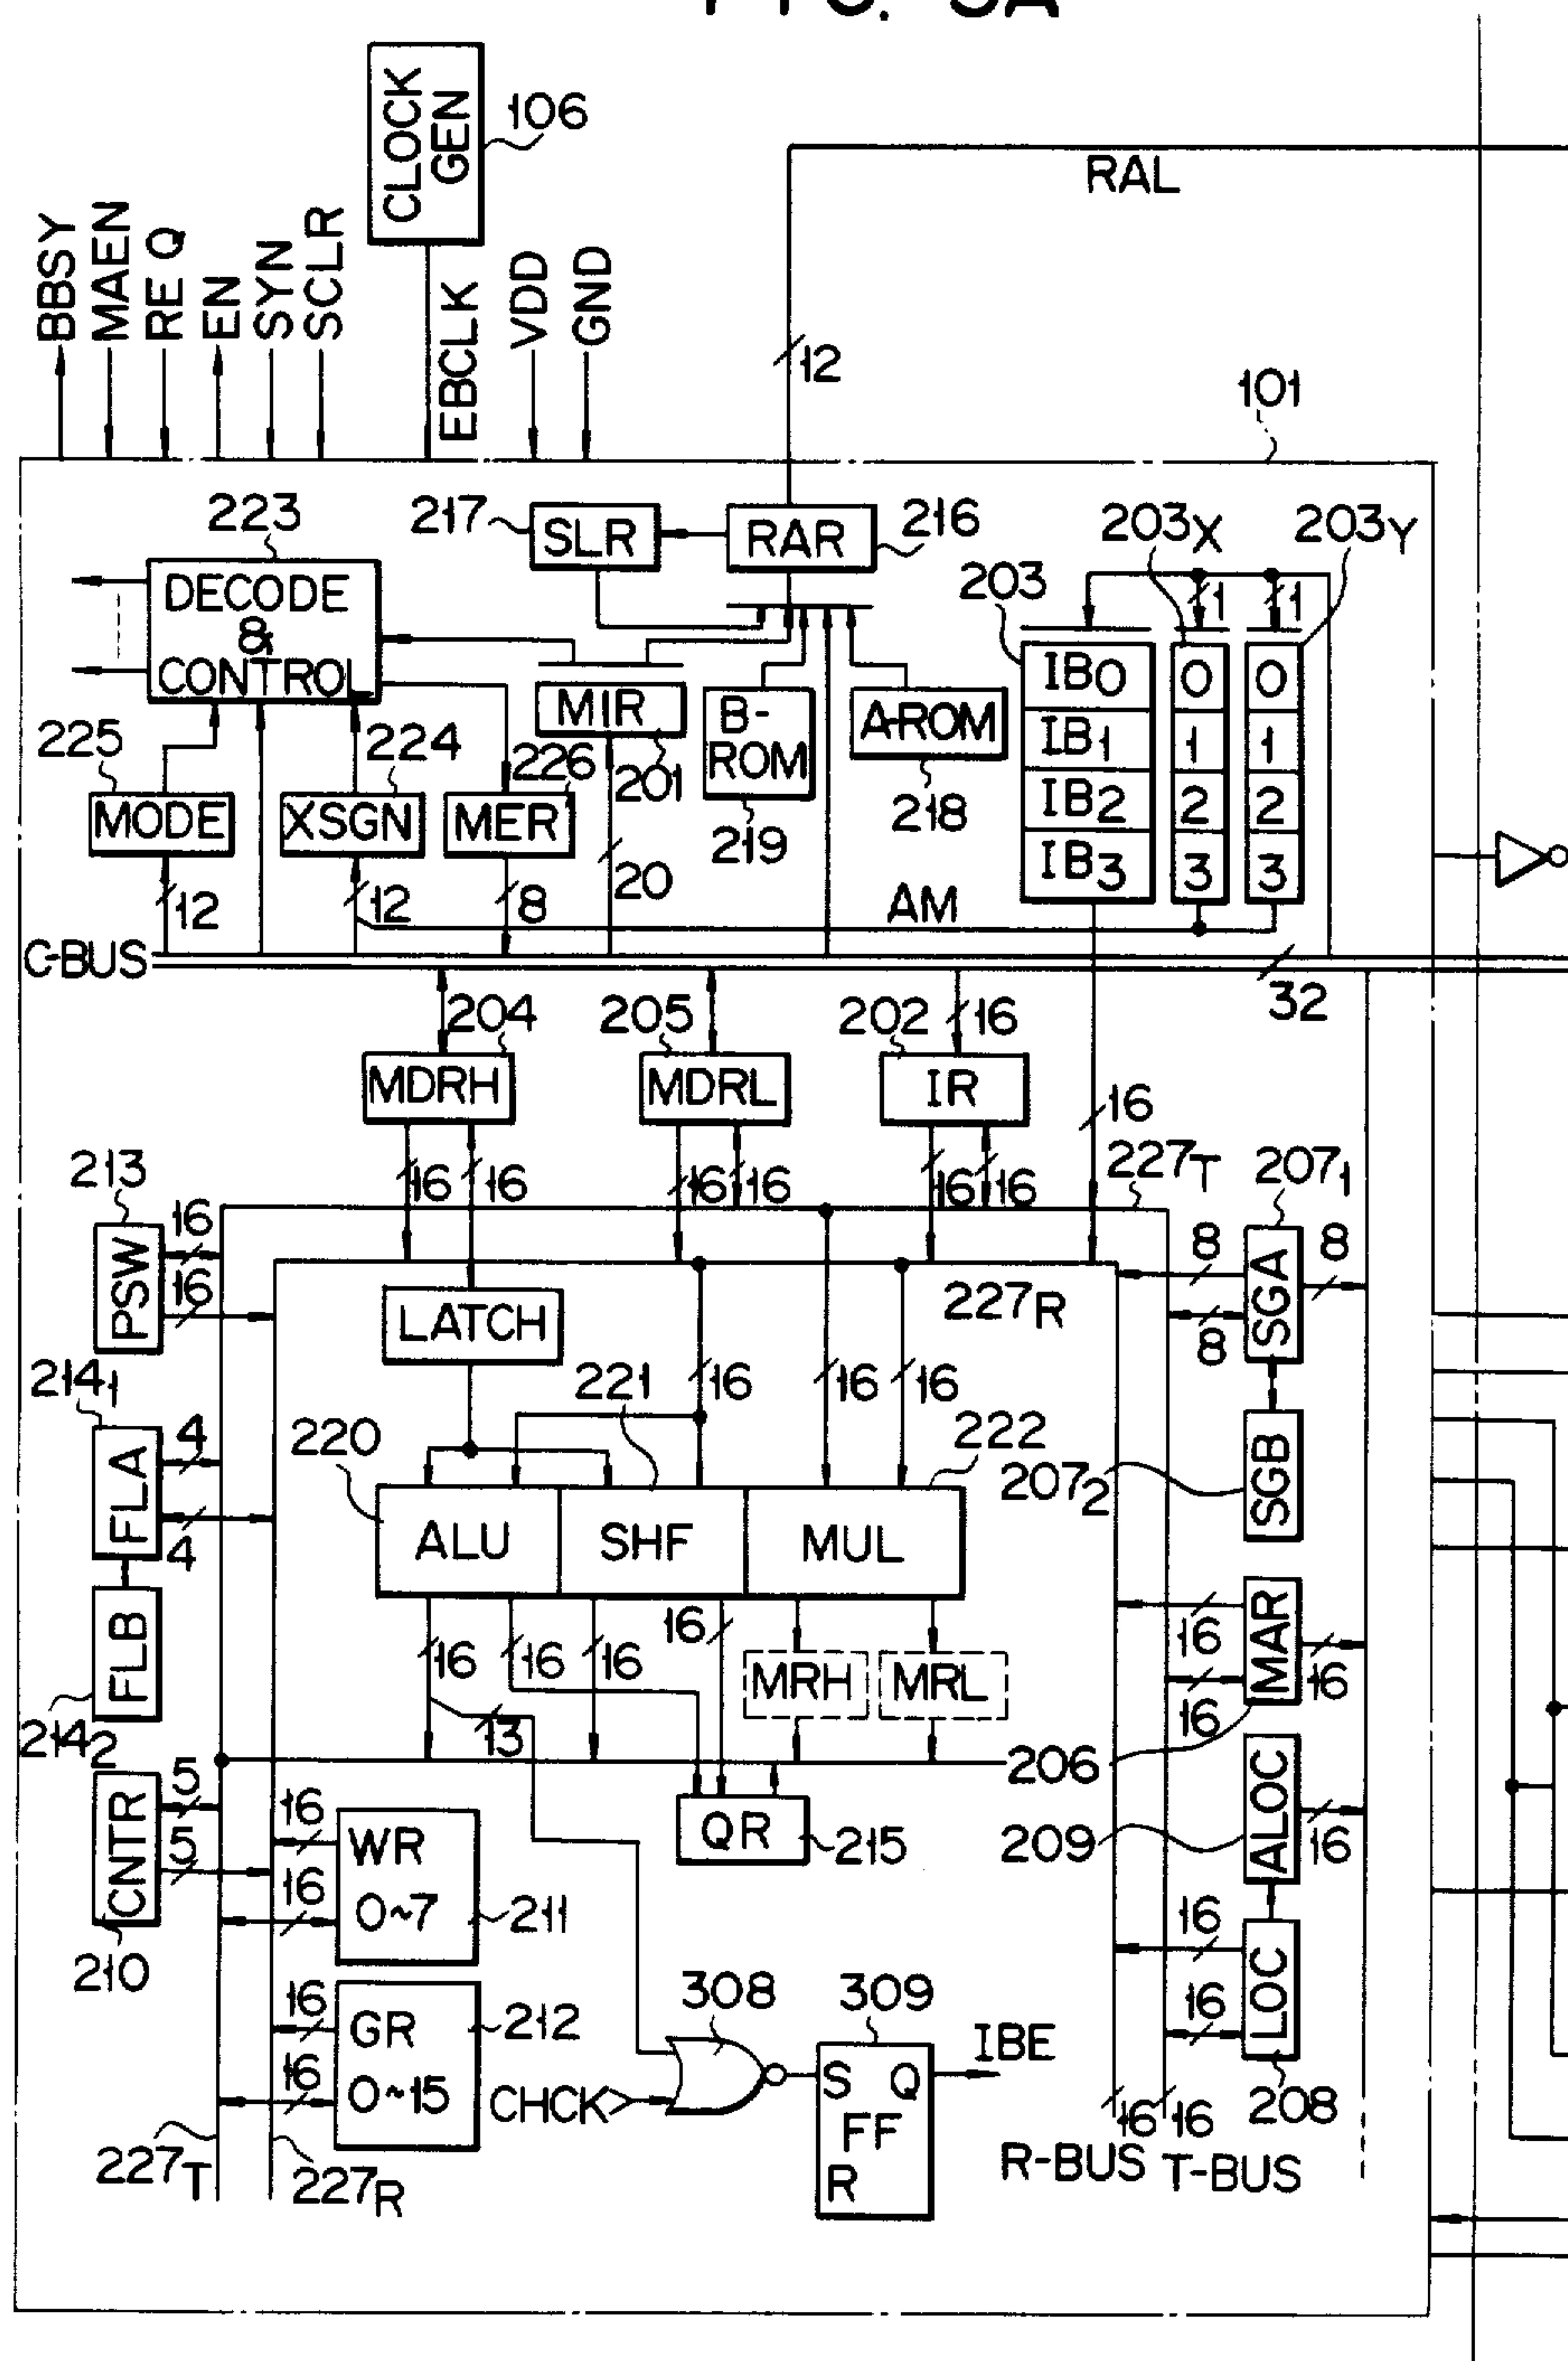 FIG. 3A
CLOCK
GEN
106
RAL
BBSY
MAEN
REQ
EN
SYN
SCLR
EBCLK
VDD
GND
12
101
223
217
SLR
RAR
216
203X
203Y
DECODE
&
CONTROL
203
1
1
IB0
0
0
MIR
B-
ROM
A-ROM
IB1
1
1
225
224
226
201
219
218
IB2
2
2
MODE
XSGN
MER
IB3
3
3
12
12
8
20
AM
C-BUS
32
204
205
202
16
MDRH
MDRL
IR
16
213
16
16
16
16
16
16
227T
2071
PSW
16
16
8
8
SGA
8
227R
LATCH
2141
221
16
16
16
FLA
4
4
220
222
2072
SGB
ALU
SHF
MUL
FLB
2142
16
16
16
16
MRH
MRL
16
16
MAR
16
13
206
CNTR
5
5
210
16
16
WR
0~7
211
QR
215
209
ALOC
16
16
16
LOC
208
16
16
GR
0~15
212
308
309
IBE
CHCK
S
Q
FF
R
16
16
227T
227R
R-BUS
T-BUS